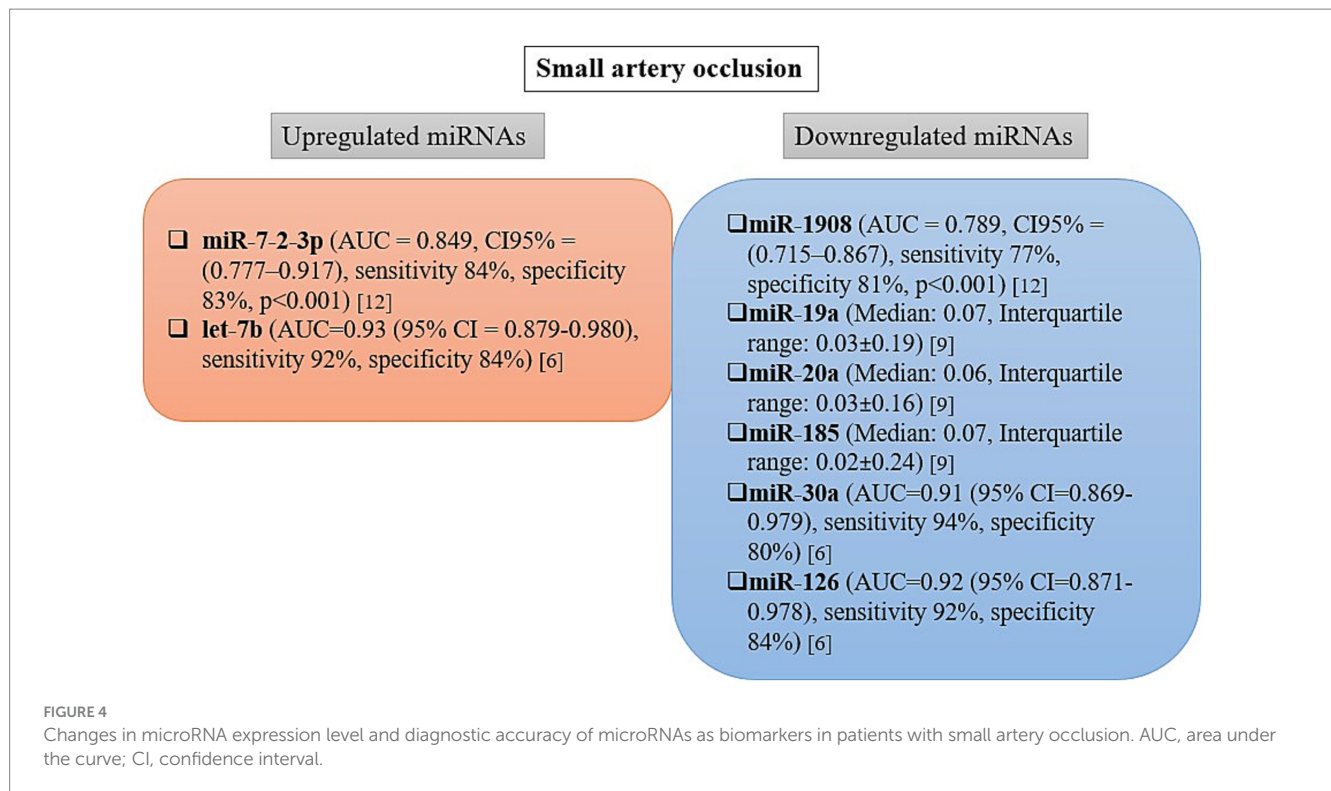 Small artery occlusion
Upregulated miRNAs
❑ miR-7-2-3p (AUC = 0.849, CI95% =
(0.777–0.917), sensitivity 84%, specificity
83%, p<0.001) [12]
❑ let-7b (AUC=0.93 (95% CI = 0.879-0.980),
sensitivity 92%, specificity 84%) [6]
Downregulated miRNAs
❑miR-1908 (AUC = 0.789, CI95% =
(0.715–0.867), sensitivity 77%,
specificity 81%, p<0.001) [12]
❑miR-19a (Median: 0.07, Interquartile
range: 0.03±0.19) [9]
❑miR-20a (Median: 0.06, Interquartile
range: 0.03±0.16) [9]
❑miR-185 (Median: 0.07, Interquartile
range: 0.02±0.24) [9]
❑miR-30a (AUC=0.91 (95% CI=0.869-
0.979), sensitivity 94%, specificity
80%) [6]
❑miR-126 (AUC=0.92 (95% CI=0.871-
0.978), sensitivity 92%, specificity
84%) [6]
FIGURE 4
Changes in microRNA expression level and diagnostic accuracy of microRNAs as biomarkers in patients with small artery occlusion. AUC, area under
the curve; CI, confidence interval.